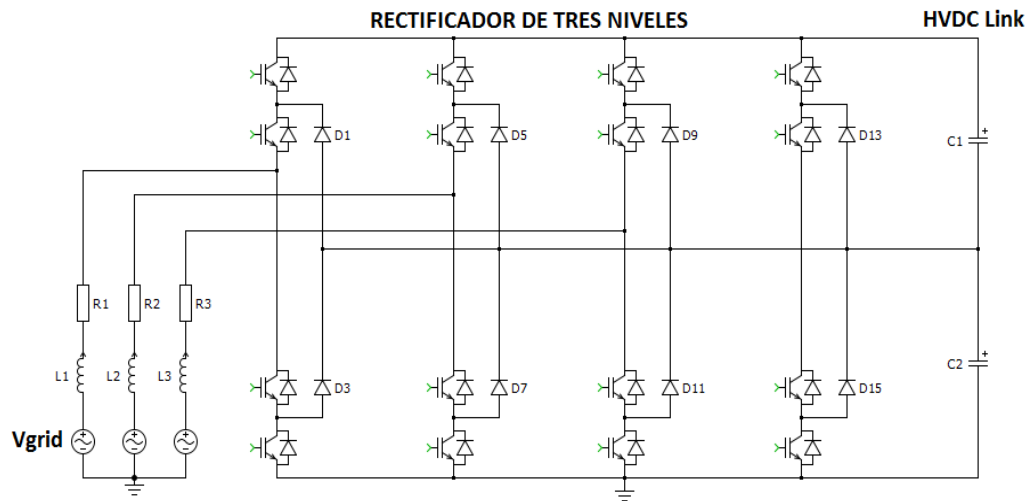 RECTIFICADOR DE TRES NIVELES
HVDC Link
D1
D5
D9
D13
C1
R1
R2
R3
L1
L2
L3
D3
D7
D11
D15
C2
Vgrid